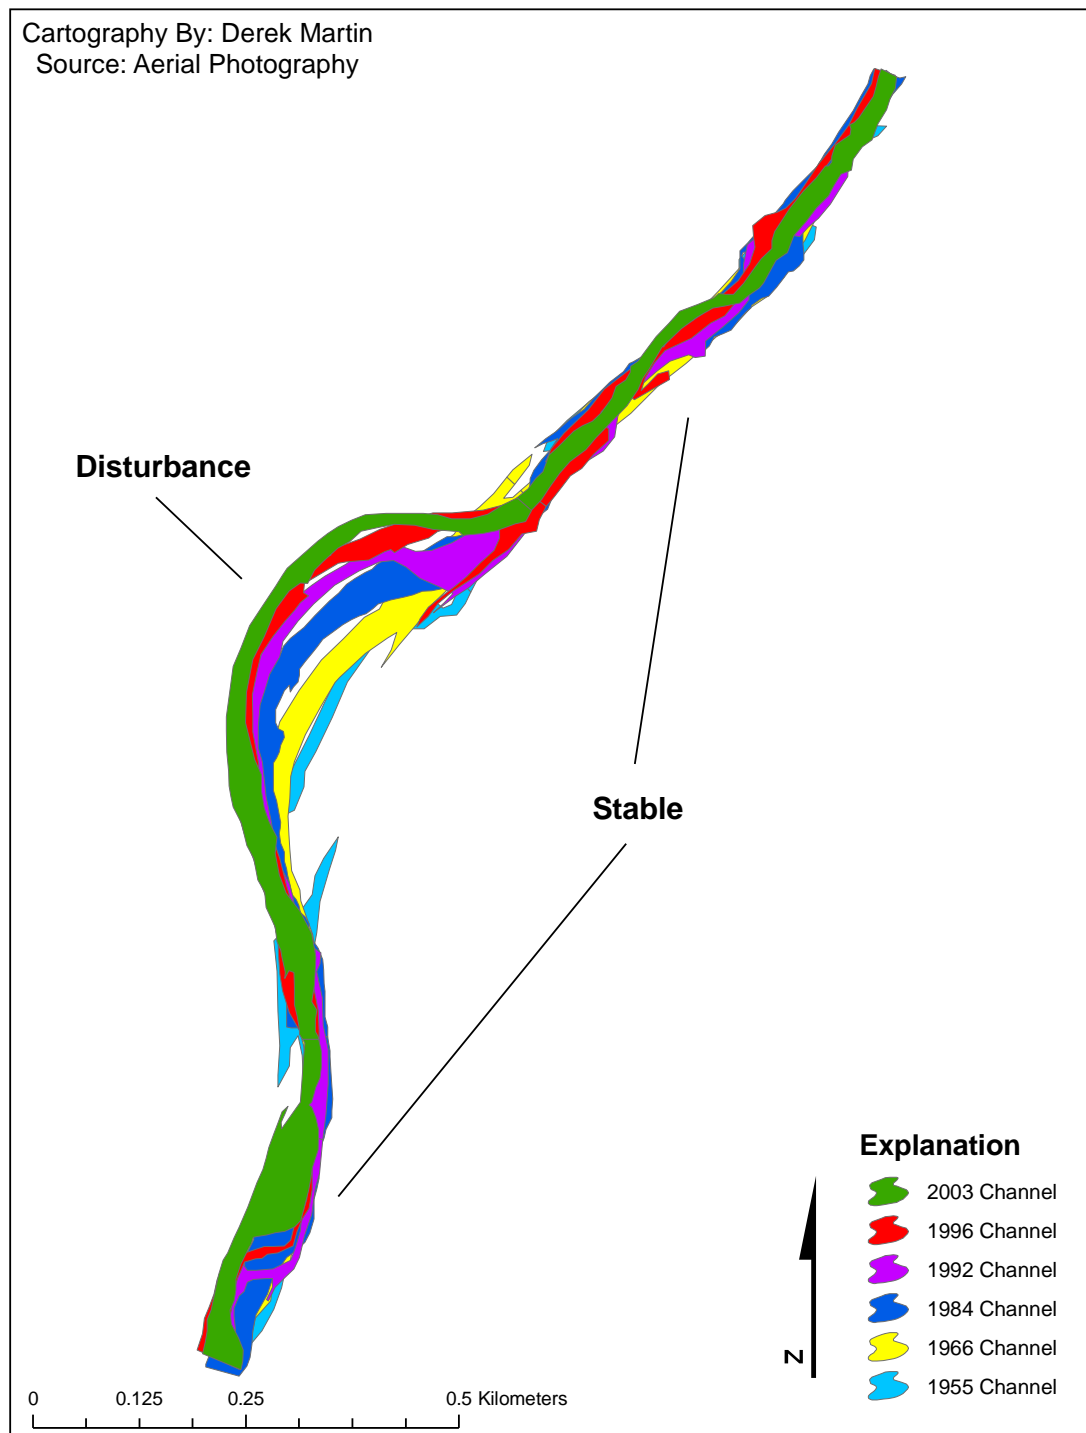 Cartography By: Derek Martin
Source: Aerial Photography
Disturbance
Stable
Explanation
2003 Channel
1996 Channel
1992 Channel
1984 Channel
1966 Channel
1955 Channel
N
0 0.125 0.25 0.5 Kilometers